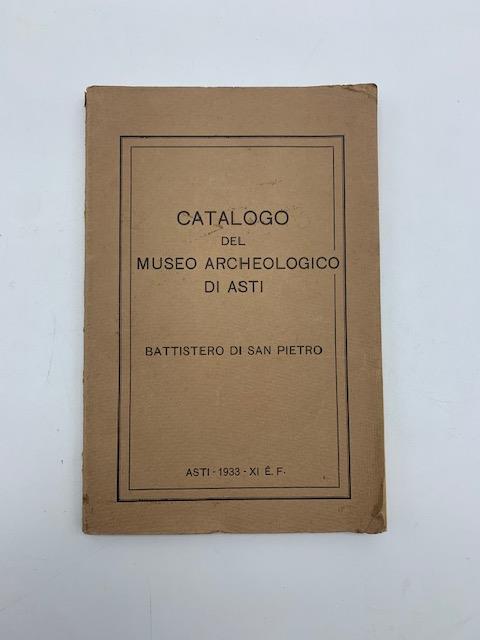 CATALOGO
DEL
MUSEO ARCHEOLOGICO
DI ASTI
BATTISTERO DI SAN PIETRO
ASTI - 1933 - XI É. F.